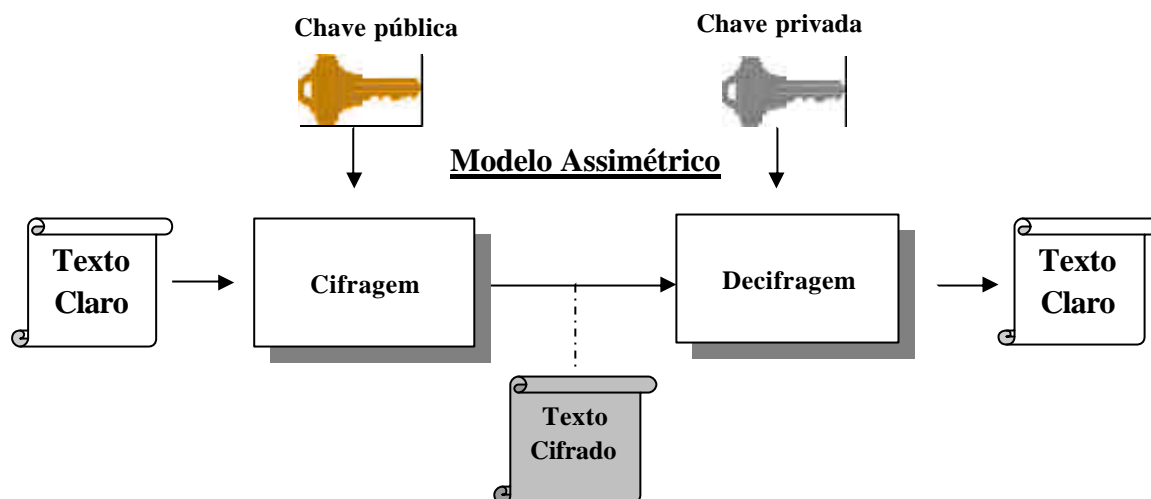 Chave pública
Chave privada
Modelo Assimétrico
Texto
Claro
Cifragem
Decifragem
Texto
Claro
Texto
Cifrado